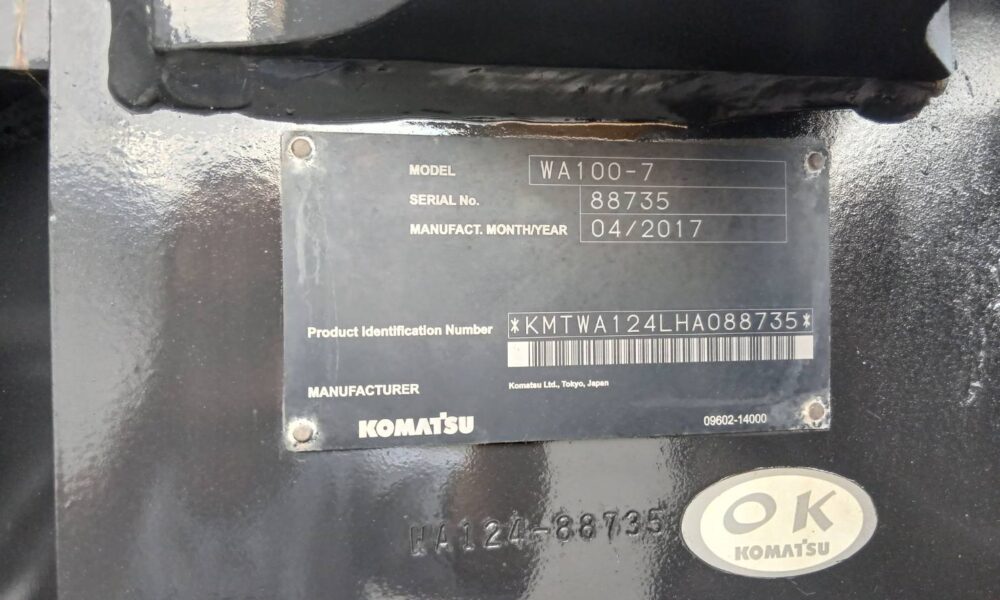 MODEL WA100-7
SERIAL No. 88735
MANUFACT. MONTH/YEAR 04/2017
Product Identification Number *KMTWA124LHA088735*
MANUFACTURER Komatsu Ltd., Tokyo, Japan
KOMATSU 09602-14000
WA124-88735
OK
KOMATSU